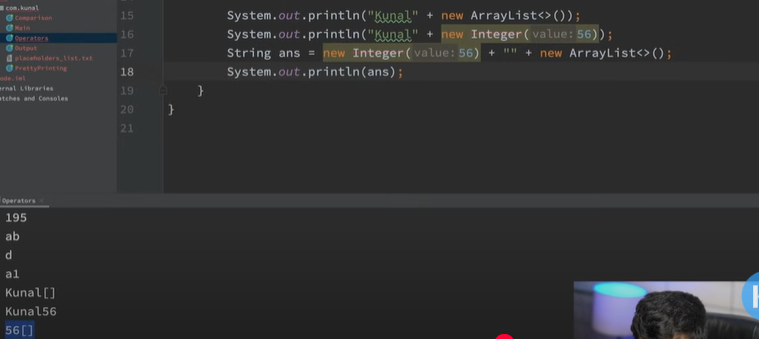 com.kunal
Comparison
Main
Operators
Output
placeholders_list.txt
PrettyPrinting
ode.iml
ernal Libraries
atches and Consoles
15 System.out.println("Kunal" + new ArrayList<>());
16 System.out.println("Kunal" + new Integer( value: 56));
17 String ans = new Integer( value: 56) + "" + new ArrayList<>();
18 System.out.println(ans);
19 }
20 }
21
Operators
195
ab
d
a1
Kunal[]
Kunal56
56[]